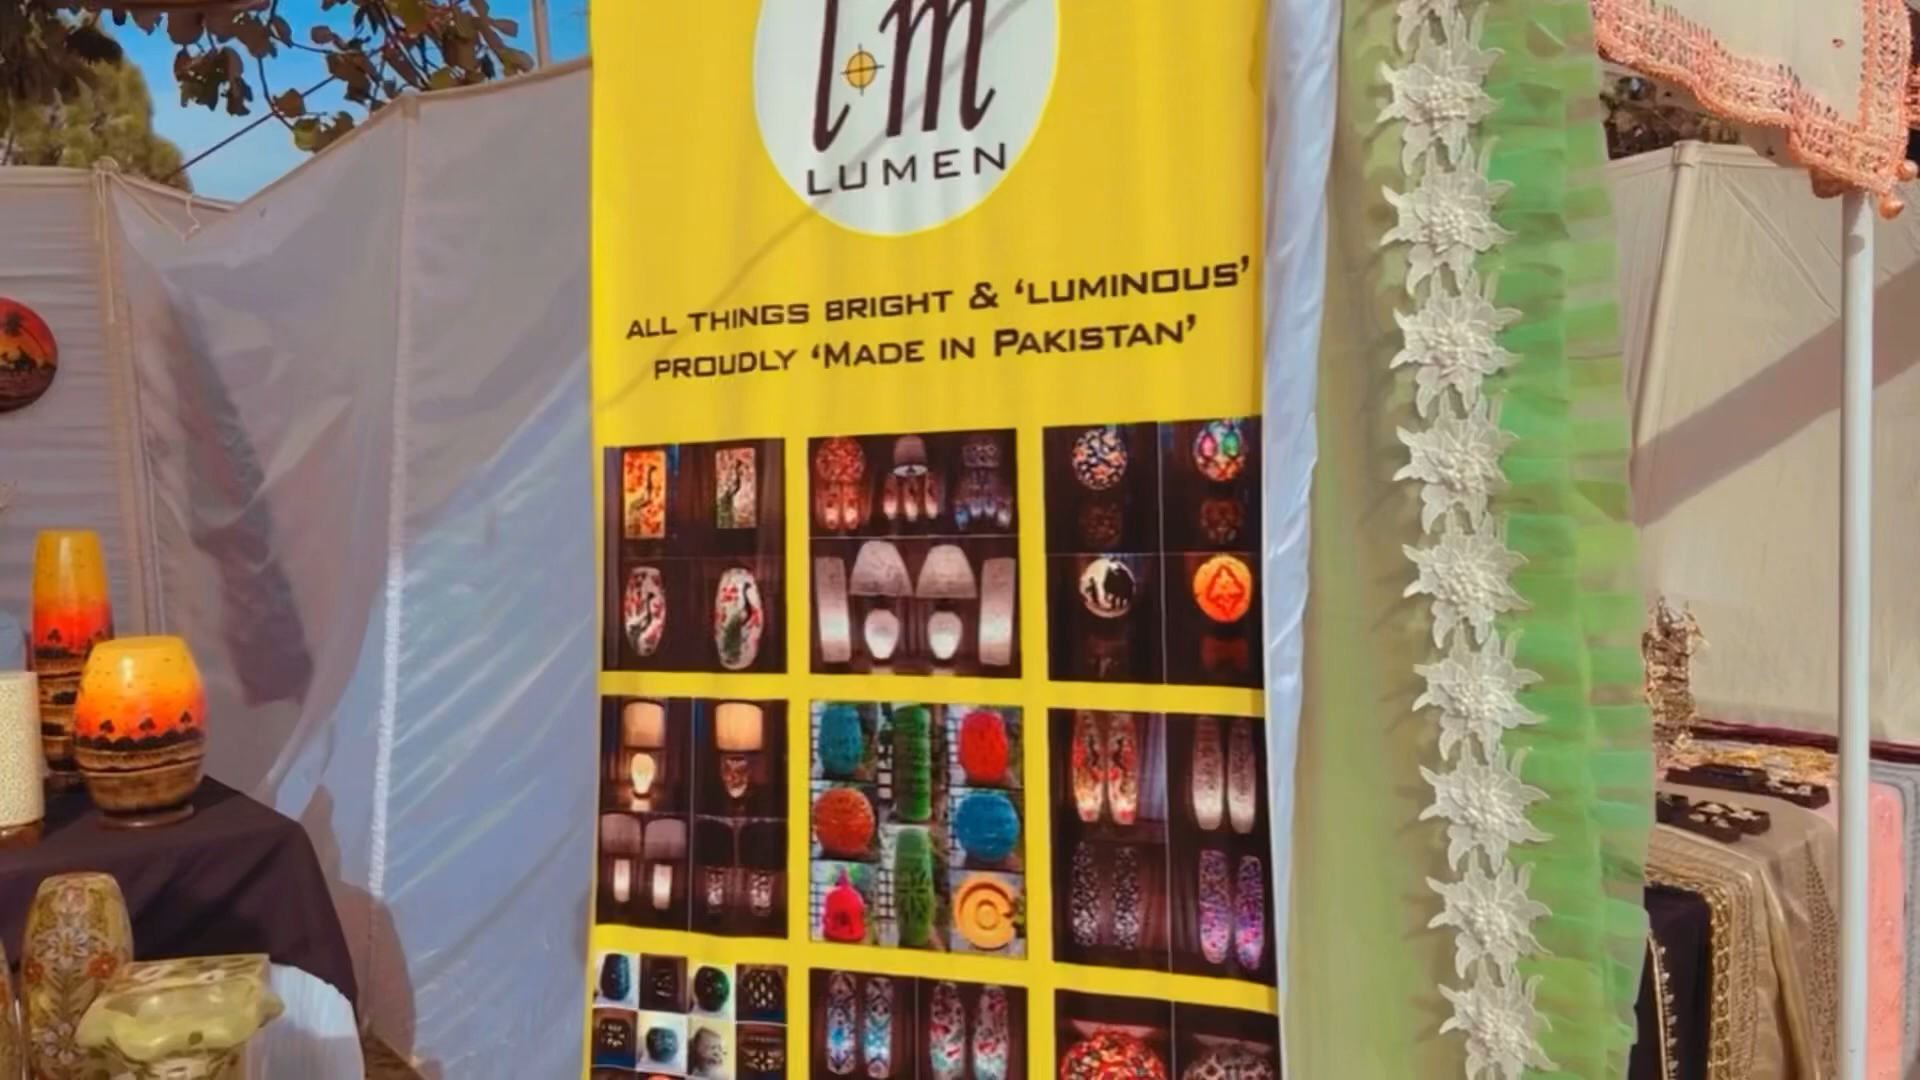 l m
LUMEN
ALL THINGS BRIGHT & ‘LUMINOUS’
PROUDLY ‘MADE IN PAKISTAN’